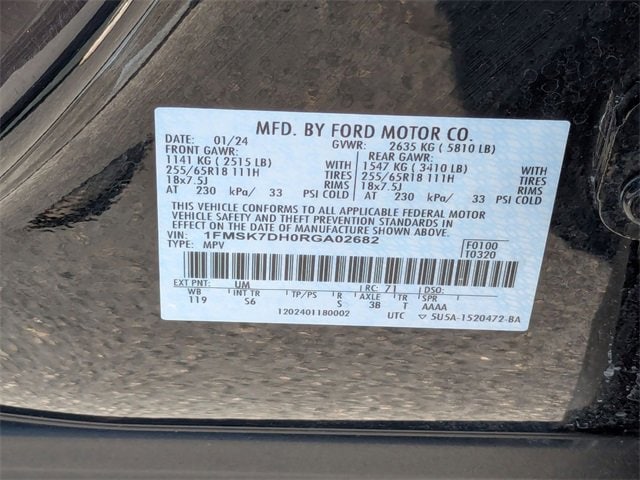 MFD. BY FORD MOTOR CO.
DATE: 01/24 GVWR: 2635 KG ( 5810 LB)
FRONT GAWR: REAR GAWR:
1141 KG ( 2515 LB) WITH 1547 KG ( 3410 LB) WITH
255/65R18 111H TIRES 255/65R18 111H TIRES
18x7.5J RIMS 18x7.5J RIMS
AT 230 kPa/ 33 PSI COLD AT 230 kPa/ 33 PSI COLD
THIS VEHICLE CONFORMS TO ALL APPLICABLE FEDERAL MOTOR
VEHICLE SAFETY AND THEFT PREVENTION STANDARDS IN
EFFECT ON THE DATE OF MANUFACTURE SHOWN ABOVE.
VIN: 1FMSK7DH0RGA02682 F0100
TYPE: MPV T0320
EXT PNT: UM RC: 71 DSO:
WB INT TR TP/PS R AXLE TR SPR
119 S6 S 3B T AAAA
1202401180002 UTC ▽ SU5A-1520472-BA